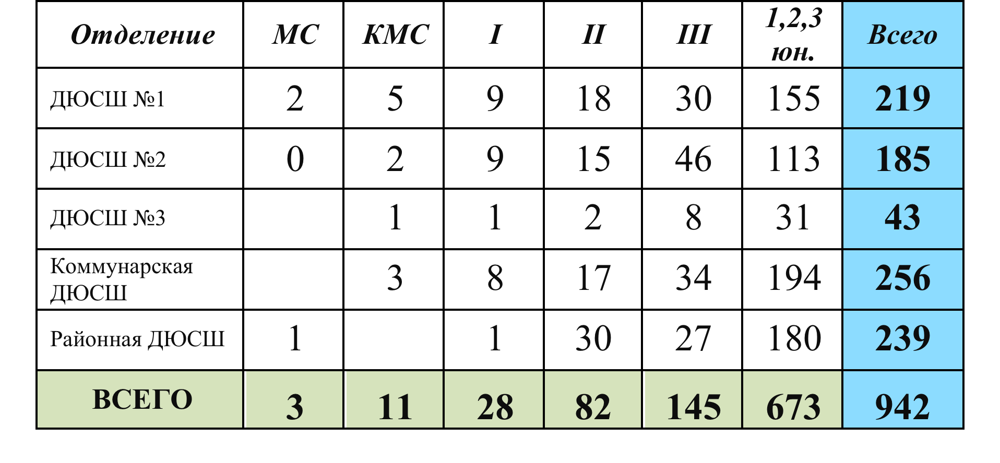 Отделение МС КМС I II III 1,2,3 юн. Всего
ДЮСШ №1 2 5 9 18 30 155 219
ДЮСШ №2 0 2 9 15 46 113 185
ДЮСШ №3 1 1 2 8 31 43
Коммунарская
ДЮСШ 3 8 17 34 194 256
Районная ДЮСШ 1 1 30 27 180 239
ВСЕГО 3 11 28 82 145 673 942